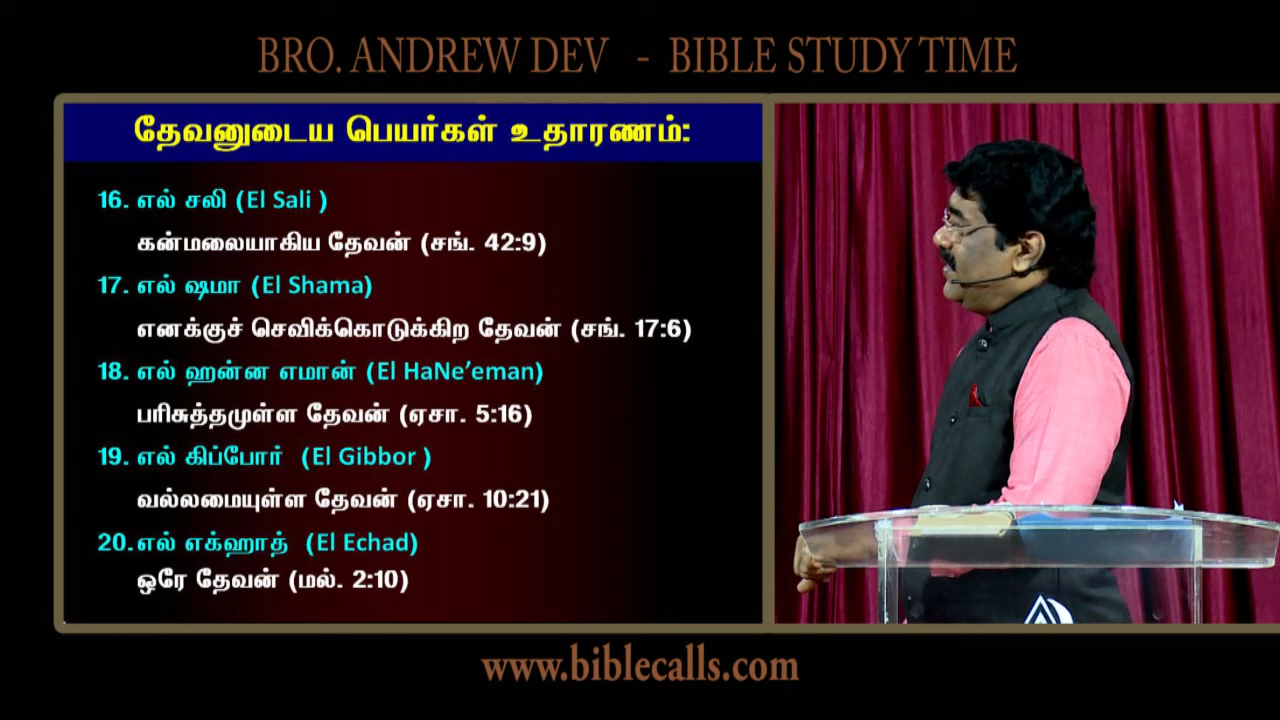 BRO. ANDREW DEV - BIBLE STUDY TIME
தேவனுடைய பெயர்கள் உதாரணம்:
16. எல் சலி (El Sali )
கன்மலையாகிய தேவன் (சங். 42:9)
17. எல் ஷமா (El Shama)
எனக்குச் செவிக்கொடுக்கிற தேவன் (சங். 17:6)
18. எல் ஹன்ன எமான் (El HaNe’eman)
பரிசுத்தமுள்ள தேவன் (ஏசா. 5:16)
19. எல் கிப்போர் (El Gibbor )
வல்லமையுள்ள தேவன் (ஏசா. 10:21)
20. எல் எக்ஹாத் (El Echad)
ஒரே தேவன் (மல். 2:10)
www.biblecalls.com